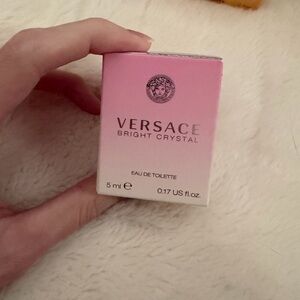 VERSACE
BRIGHT CRYSTAL
EAU DE TOILETTE
5 ml ℮ 0.17 US fl.oz.